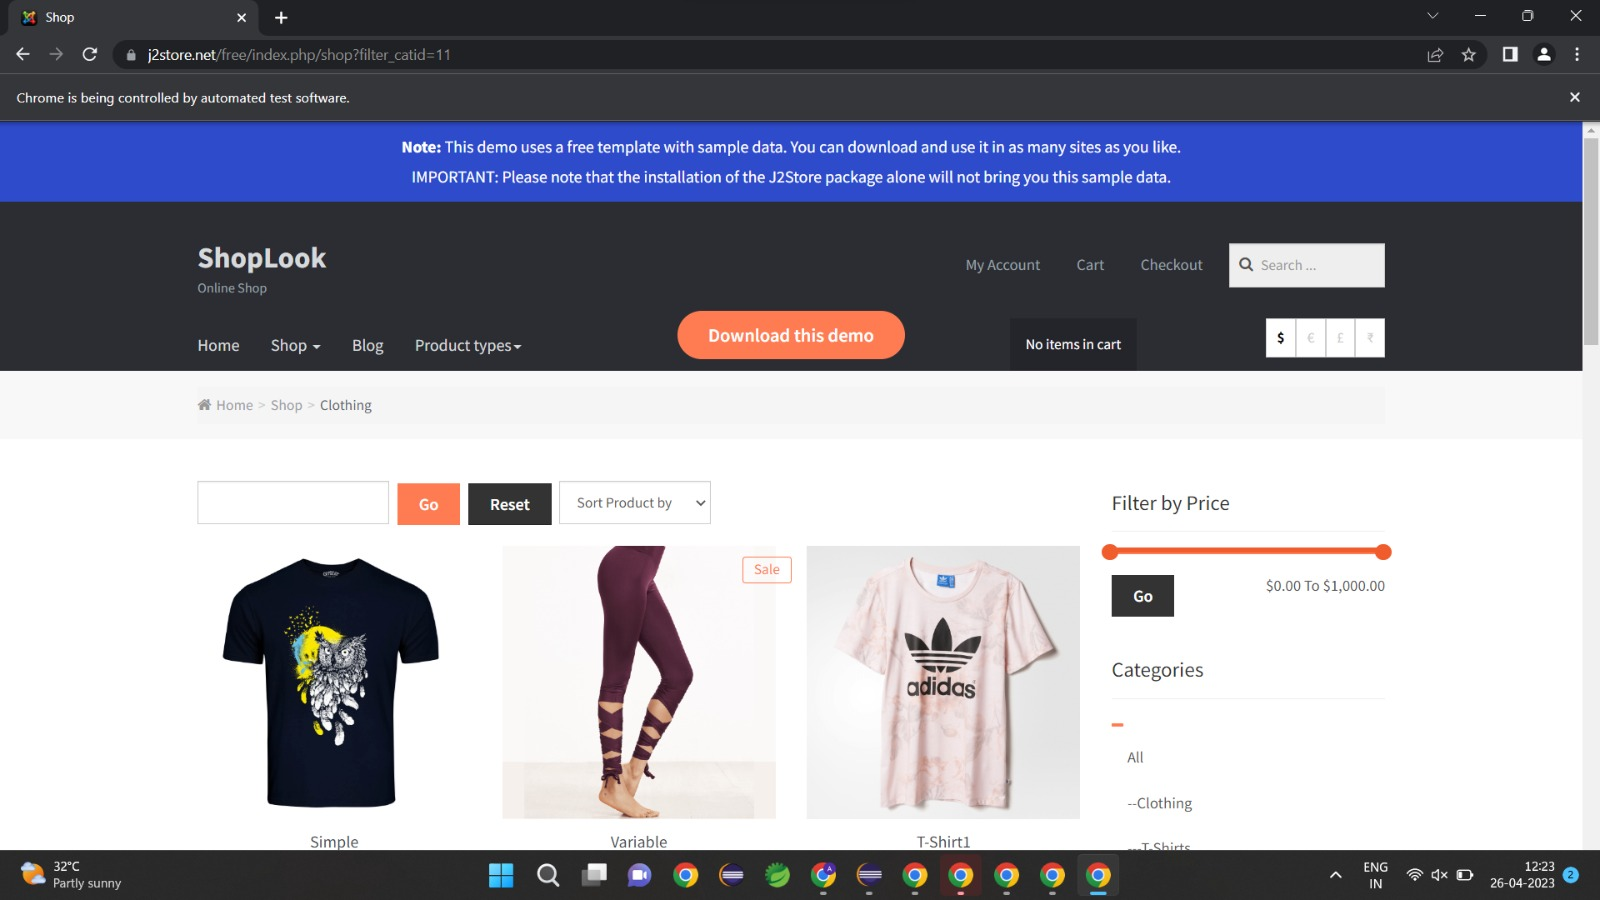 Shop
j2store.net/free/index.php/shop?filter_catid=11
Chrome is being controlled by automated test software.
Note: This demo uses a free template with sample data. You can download and use it in as many sites as you like.
IMPORTANT: Please note that the installation of the J2Store package alone will not bring you this sample data.
ShopLook
Online Shop
My Account
Cart
Checkout
Search ...
Home
Shop
Blog
Product types
Download this demo
No items in cart
$ € £ ₹
Home > Shop > Clothing
Go
Reset
Sort Product by
Filter by Price
Sale
adidas
Go
$0.00 To $1,000.00
Categories
All
--Clothing
---T-Shirts
Simple
Variable
T-Shirt1
32°C
Partly sunny
A
ENG
IN
12:23
26-04-2023
2